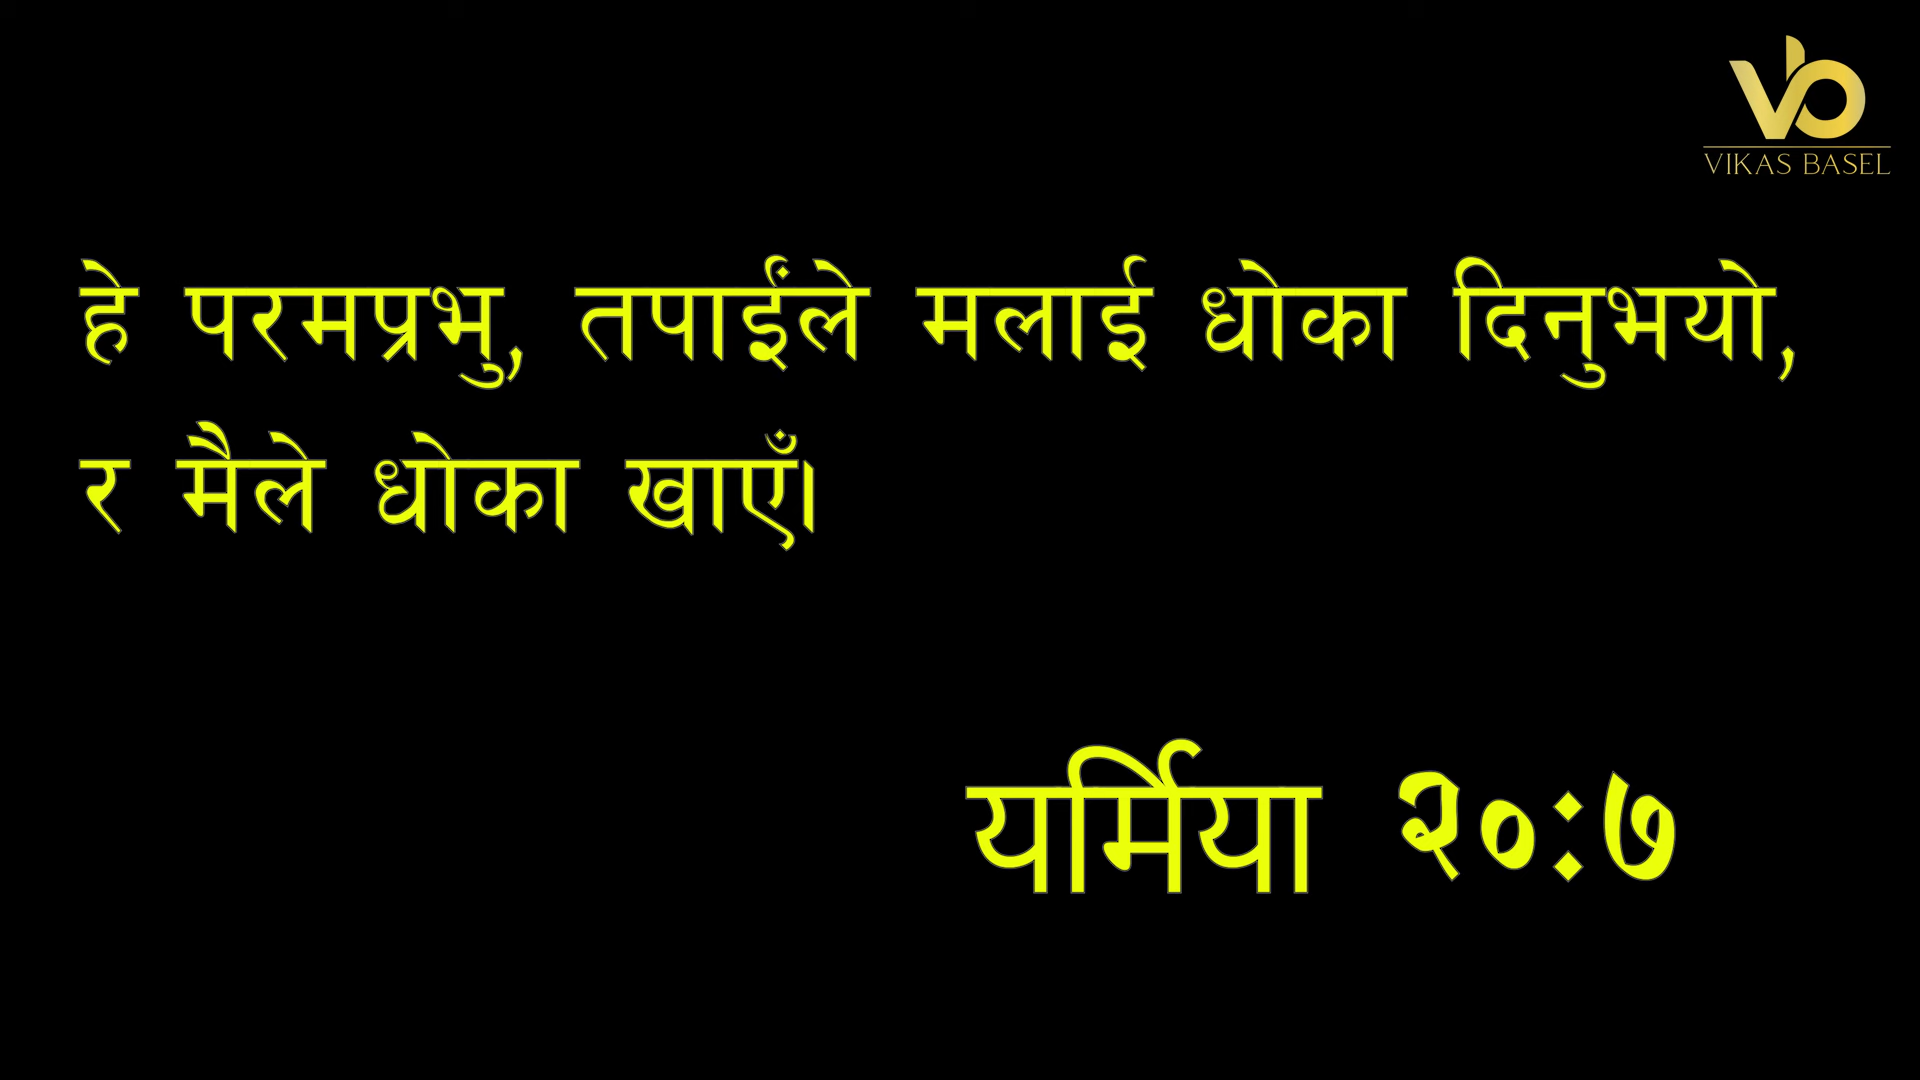 VIKAS BASEL
हे परमप्रभु, तपाईंले मलाई धोका दिनुभयो,
र मैले धोका खाएँ।
यर्मिया २०:७